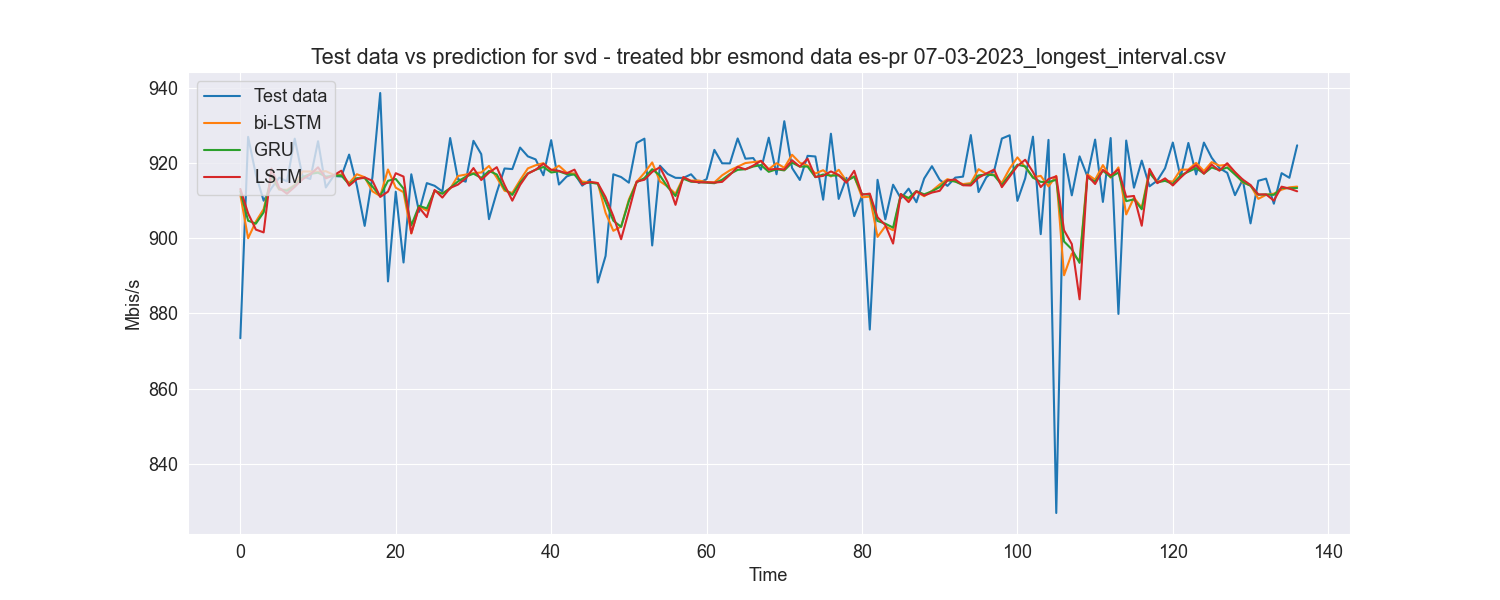 Test data vs prediction for svd - treated bbr esmond data es-pr 07-03-2023_longest_interval.csv
940
920
900
880
860
840
Mbis/s
Test data
bi-LSTM
GRU
LSTM
0 20 40 60 80 100 120 140
Time